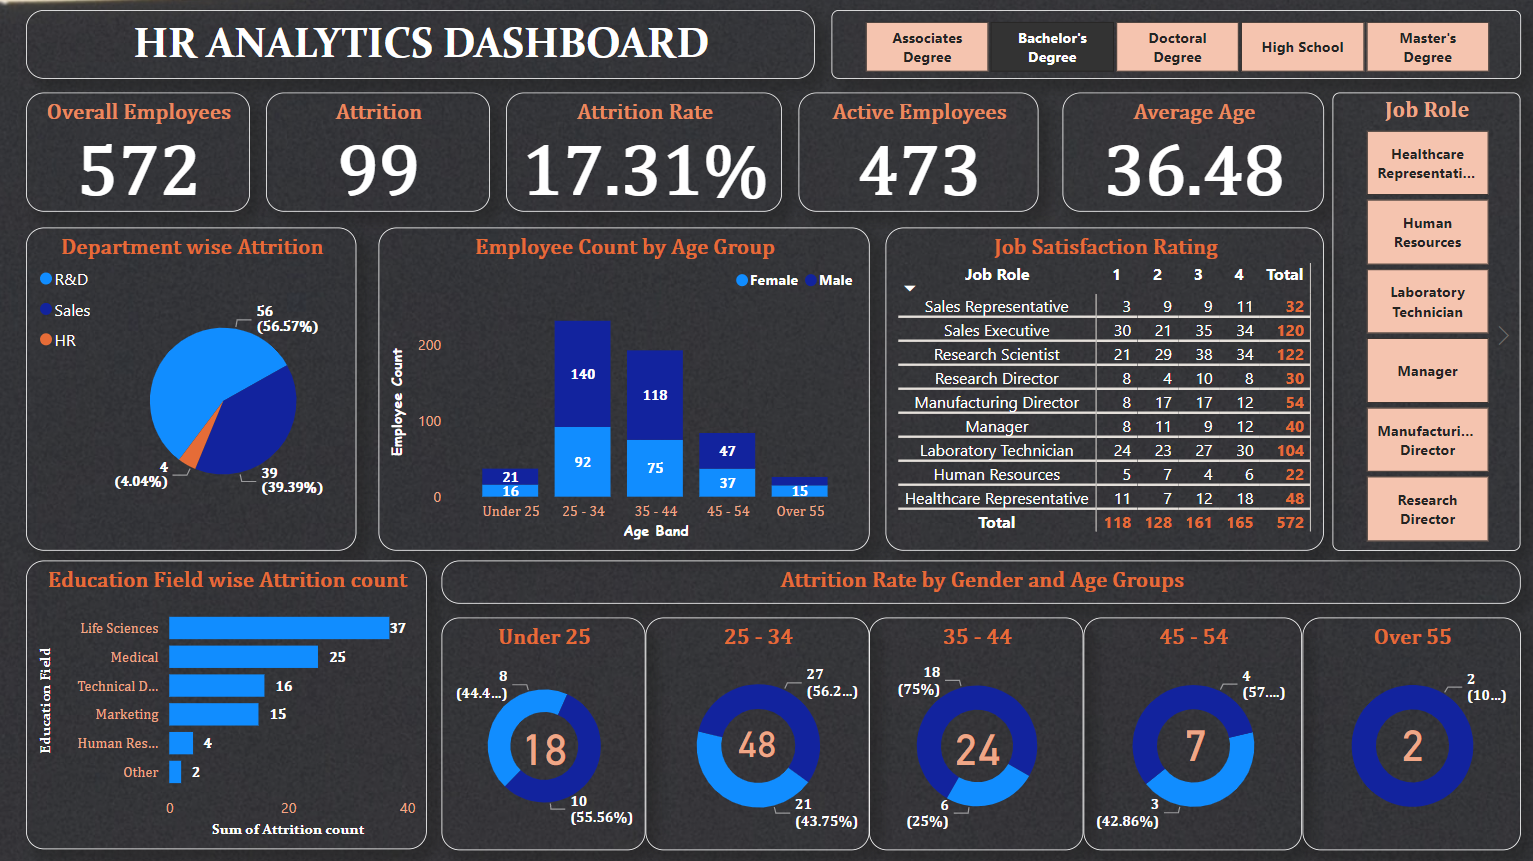 HR ANALYTICS DASHBOARD
Associates
Degree
Bachelor's
Degree
Doctoral
Degree
High School
Master's
Degree
Overall Employees
572
Attrition
99
Attrition Rate
17.31%
Active Employees
473
Average Age
36.48
Job Role
Healthcare
Representati...
Human
Resources
Laboratory
Technician
Manager
Manufacturi...
Director
Research
Director
Department wise Attrition
R&D
Sales
HR
56
(56.57%)
4
(4.04%)
39
(39.39%)
Employee Count by Age Group
Female Male
Employee Count
200
100
0
21
16
140
92
118
75
47
37
15
Under 25 25 - 34 35 - 44 45 - 54 Over 55
Age Band
Job Satisfaction Rating
Job Role 1 2 3 4 Total
Sales Representative 3 9 9 11 32
Sales Executive 30 21 35 34 120
Research Scientist 21 29 38 34 122
Research Director 8 4 10 8 30
Manufacturing Director 8 17 17 12 54
Manager 8 11 9 12 40
Laboratory Technician 24 23 27 30 104
Human Resources 5 7 4 6 22
Healthcare Representative 11 7 12 18 48
Total 118 128 161 165 572
Education Field wise Attrition count
Education Field
Life Sciences 37
Medical 25
Technical D... 16
Marketing 15
Human Res... 4
Other 2
0 20 40
Sum of Attrition count
Attrition Rate by Gender and Age Groups
Under 25
8
(44.4...)
18
10
(55.56%)
25 - 34
27
(56.2...)
48
21
(43.75%)
35 - 44
18
(75%)
24
6
(25%)
45 - 54
4
(57....)
7
3
(42.86%)
Over 55
2
(10...)
2